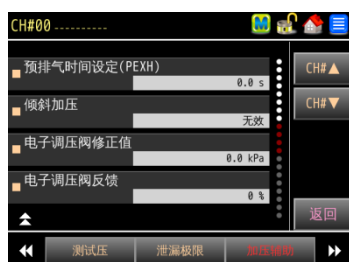 CH#00 ----------
M
预排气时间设定(PEXH)
0.0 s
倾斜加压
无效
电子调压阀修正值
0.0 kPa
电子调压阀反馈
0 %
CH#▲
CH#▼
返回
测试压
泄漏极限
加压辅助